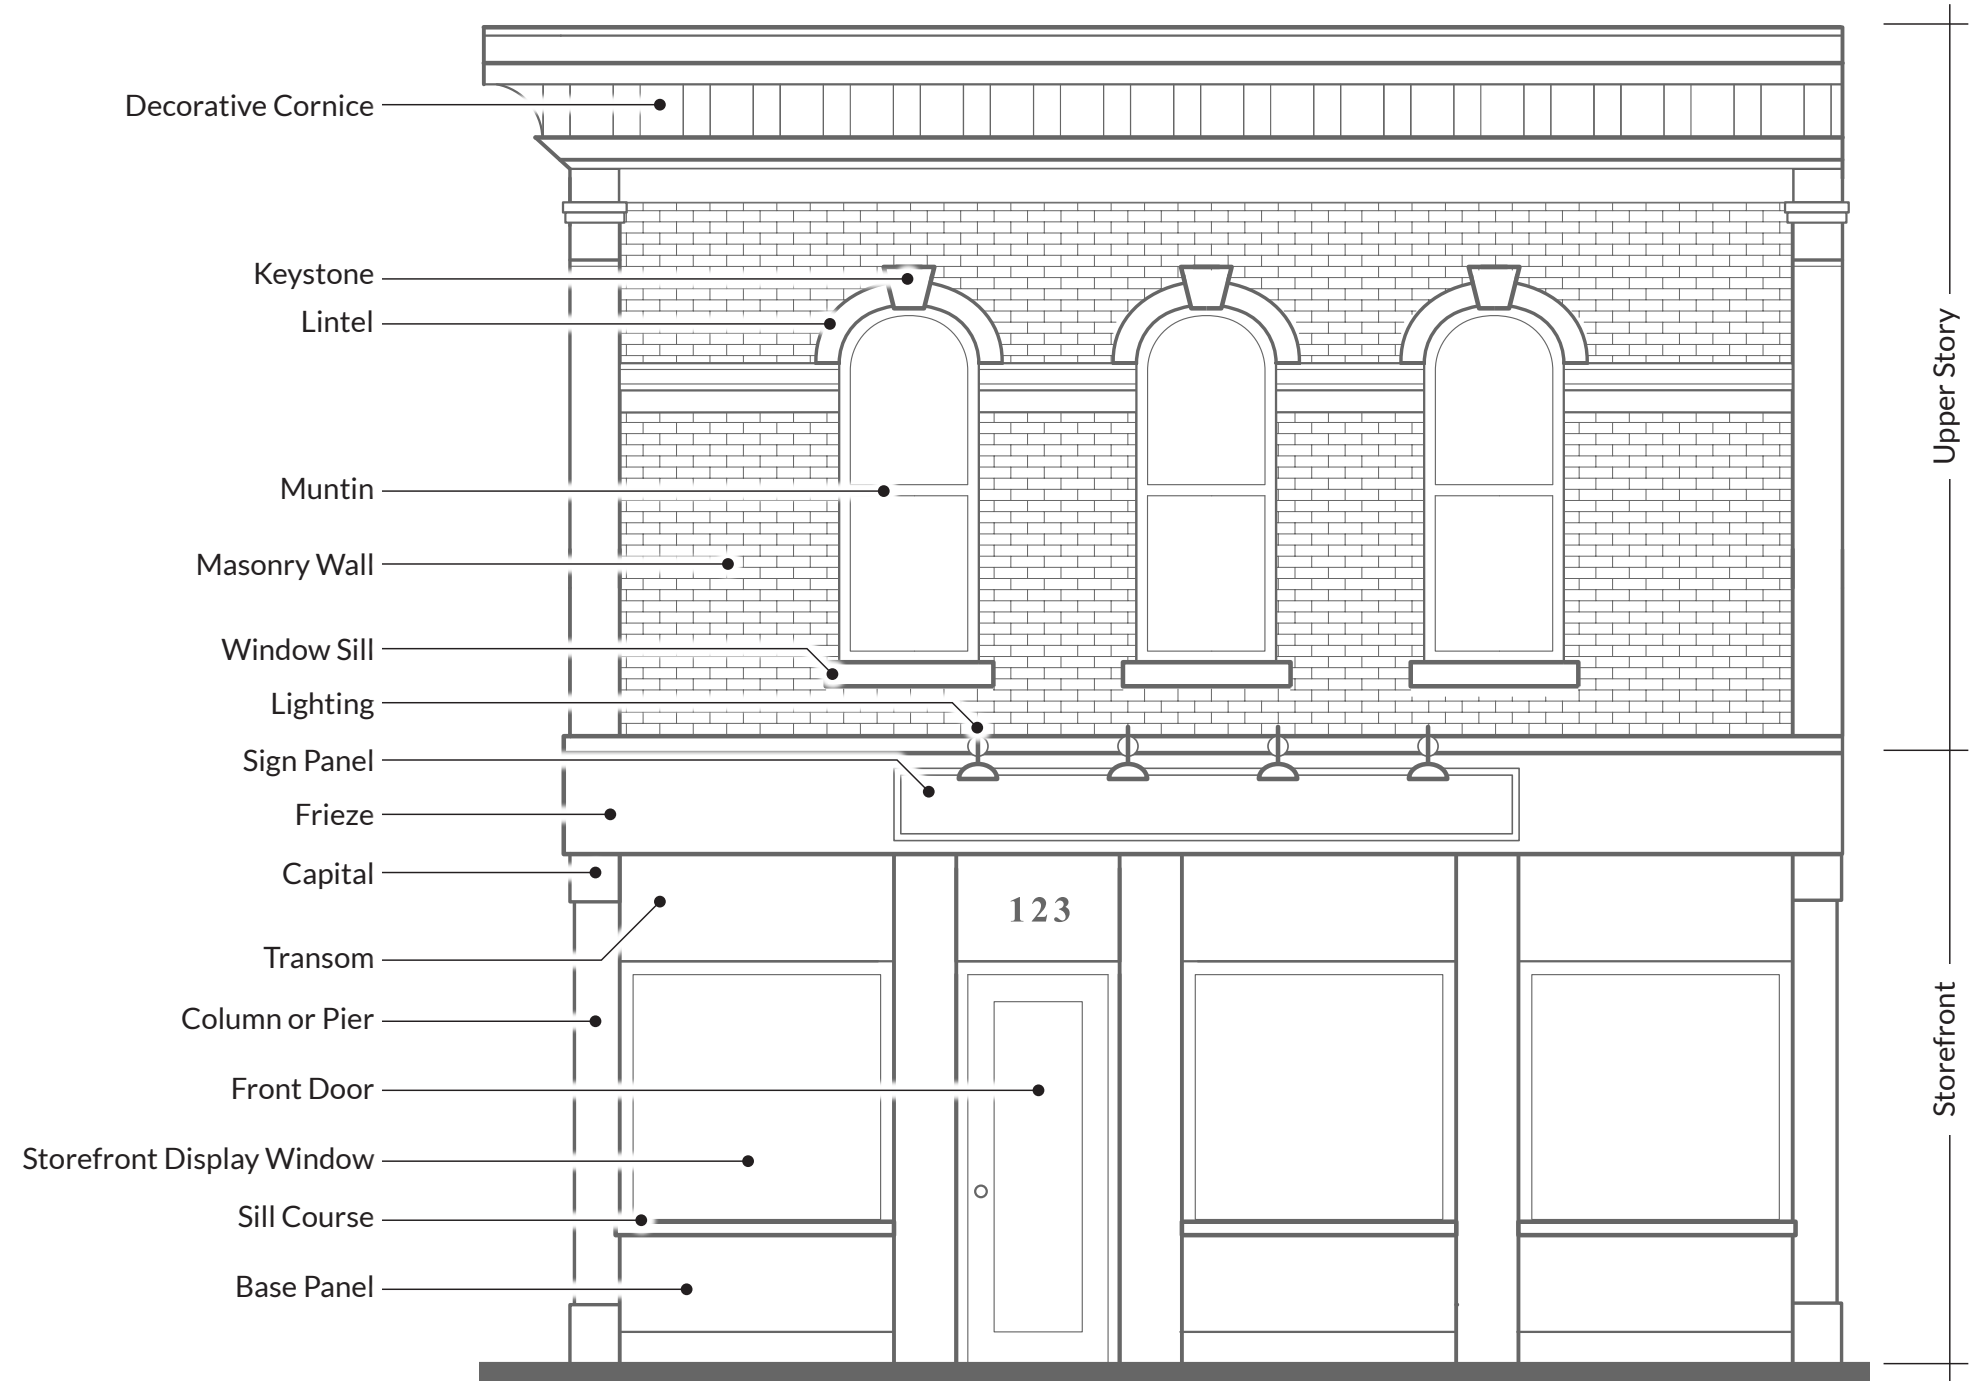 Decorative Cornice
Keystone
Lintel
Muntin
Masonry Wall
Window Sill
Lighting
Sign Panel
Frieze
Capital
Transom
Column or Pier
Front Door
Storefront Display Window
Sill Course
Base Panel
123
Upper Story
Storefront